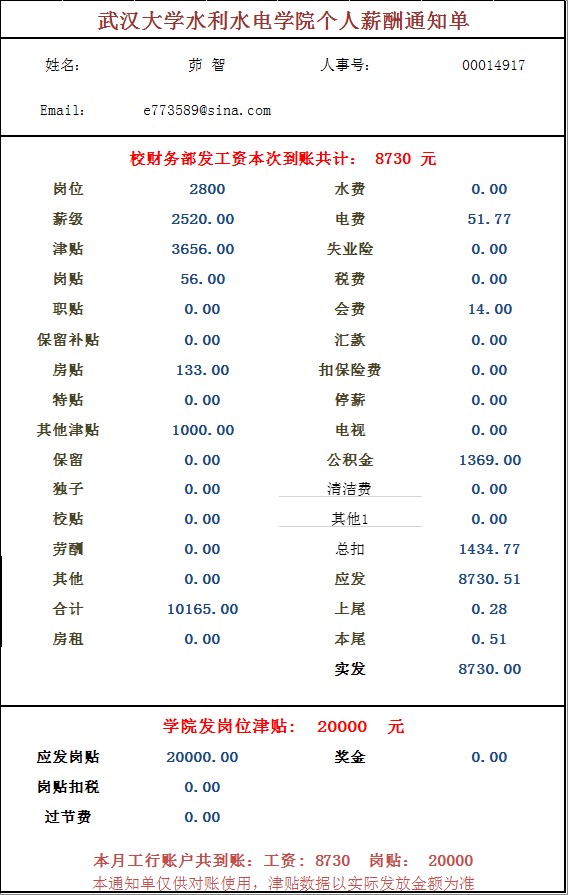 武汉大学水利水电学院个人薪酬通知单
姓名: 茆 智 人事号: 00014917
Email: e773589@sina.com
校财务部发工资本次到账共计: 8730 元
岗位 2800 水费 0.00
薪级 2520.00 电费 51.77
津贴 3656.00 失业险 0.00
岗贴 56.00 税费 0.00
职贴 0.00 会费 14.00
保留补贴 0.00 汇款 0.00
房贴 133.00 扣保险费 0.00
特贴 0.00 停薪 0.00
其他津贴 1000.00 电视 0.00
保留 0.00 公积金 1369.00
独子 0.00 清洁费 0.00
校贴 0.00 其他1 0.00
劳酬 0.00 总扣 1434.77
其他 0.00 应发 8730.51
合计 10165.00 上尾 0.28
房租 0.00 本尾 0.51
实发 8730.00
学院发岗位津贴: 20000 元
应发岗贴 20000.00 奖金 0.00
岗贴扣税 0.00
过节费 0.00
本月工行账户共到账: 工资: 8730 岗贴: 20000
本通知单仅供对账使用，津贴数据以实际发放金额为准